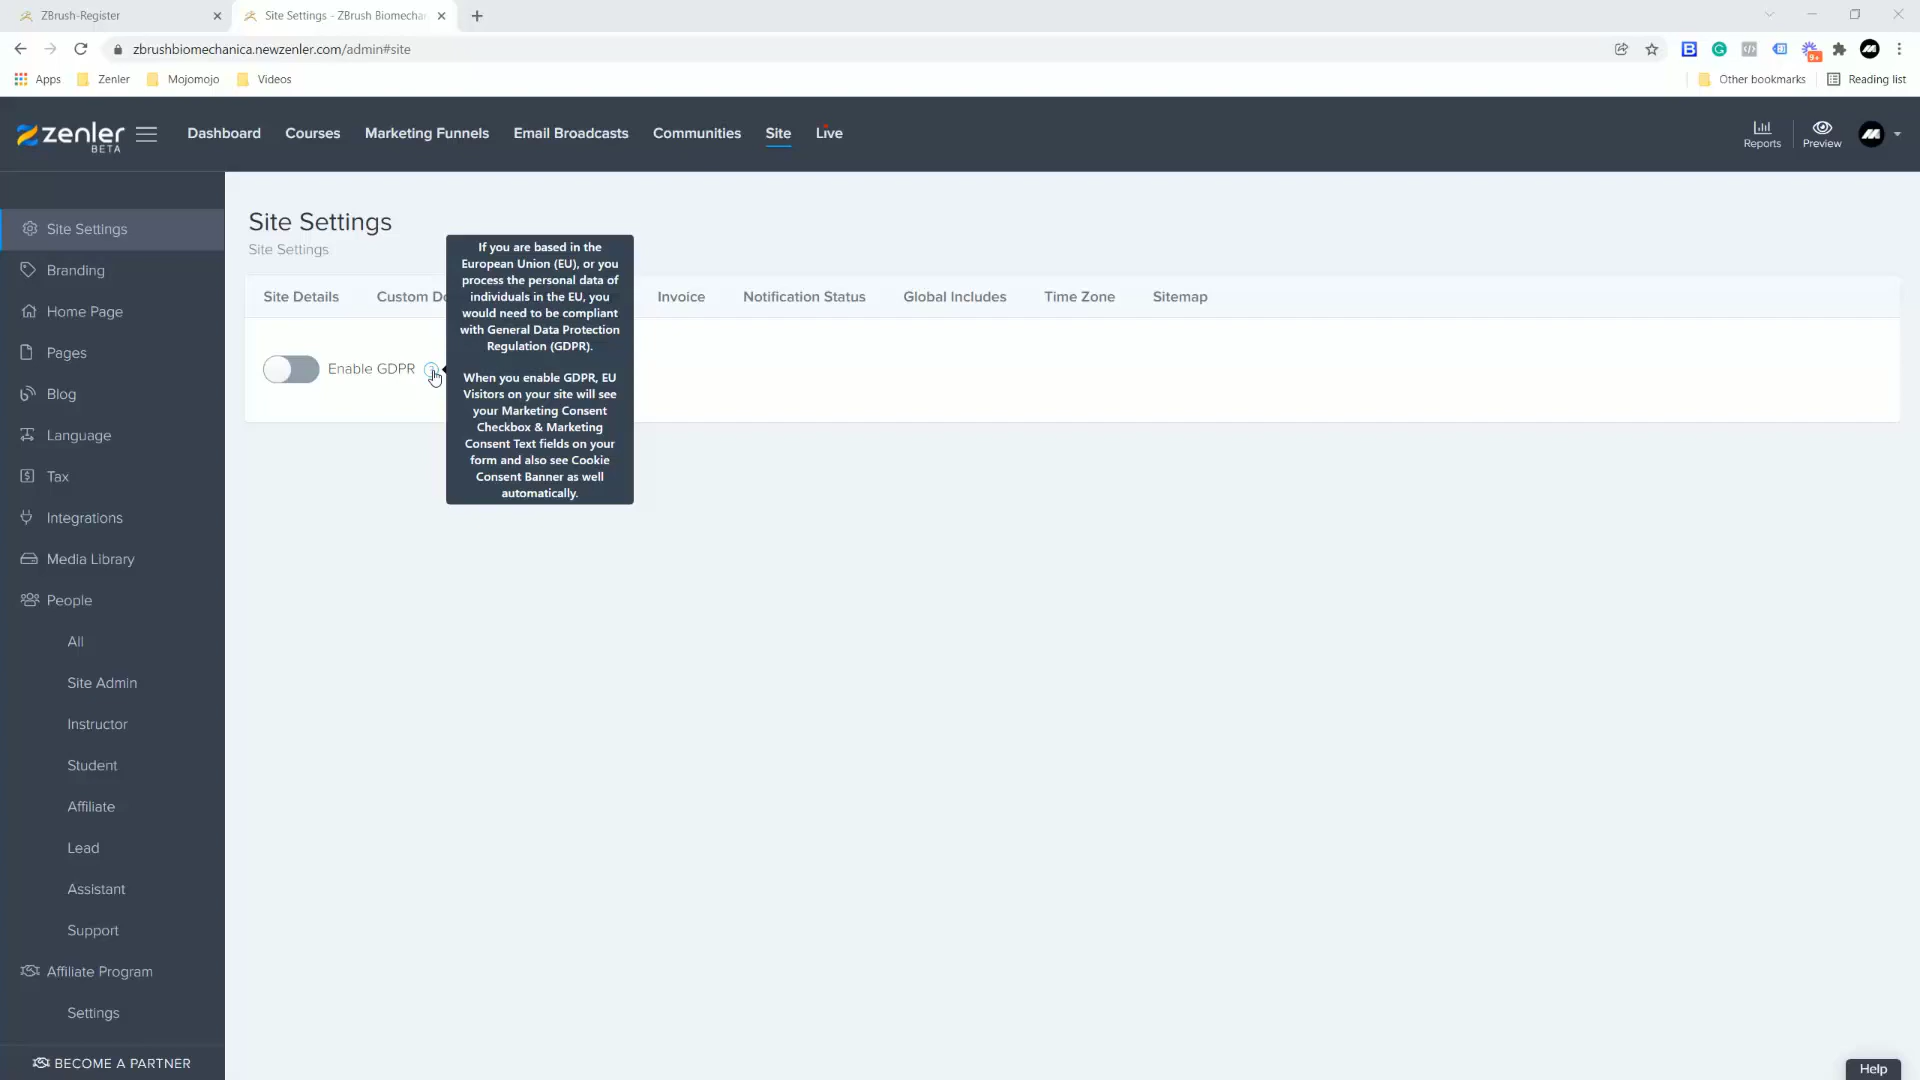 ZBrush-Register
Site Settings - ZBrush Biomecha
zbrushbiomechanica.newzenler.com/admin#site
9+
Apps
Zenler
Mojomojo
Videos
Other bookmarks
Reading list
zenler
BETA
Dashboard
Courses
Marketing Funnels
Email Broadcasts
Communities
Site
Live
Reports
Preview
Site Settings
Branding
Home Page
Pages
Blog
Language
Tax
Integrations
Media Library
People
All
Site Admin
Instructor
Student
Affiliate
Lead
Assistant
Support
Affiliate Program
Settings
BECOME A PARTNER
Site Settings
Site Settings
Site Details
Custom Do
Invoice
Notification Status
Global Includes
Time Zone
Sitemap
Enable GDPR
If you are based in the
European Union (EU), or you
process the personal data of
individuals in the EU, you
would need to be compliant
with General Data Protection
Regulation (GDPR).
When you enable GDPR, EU
Visitors on your site will see
your Marketing Consent
Checkbox & Marketing
Consent Text fields on your
form and also see Cookie
Consent Banner as well
automatically.
Help